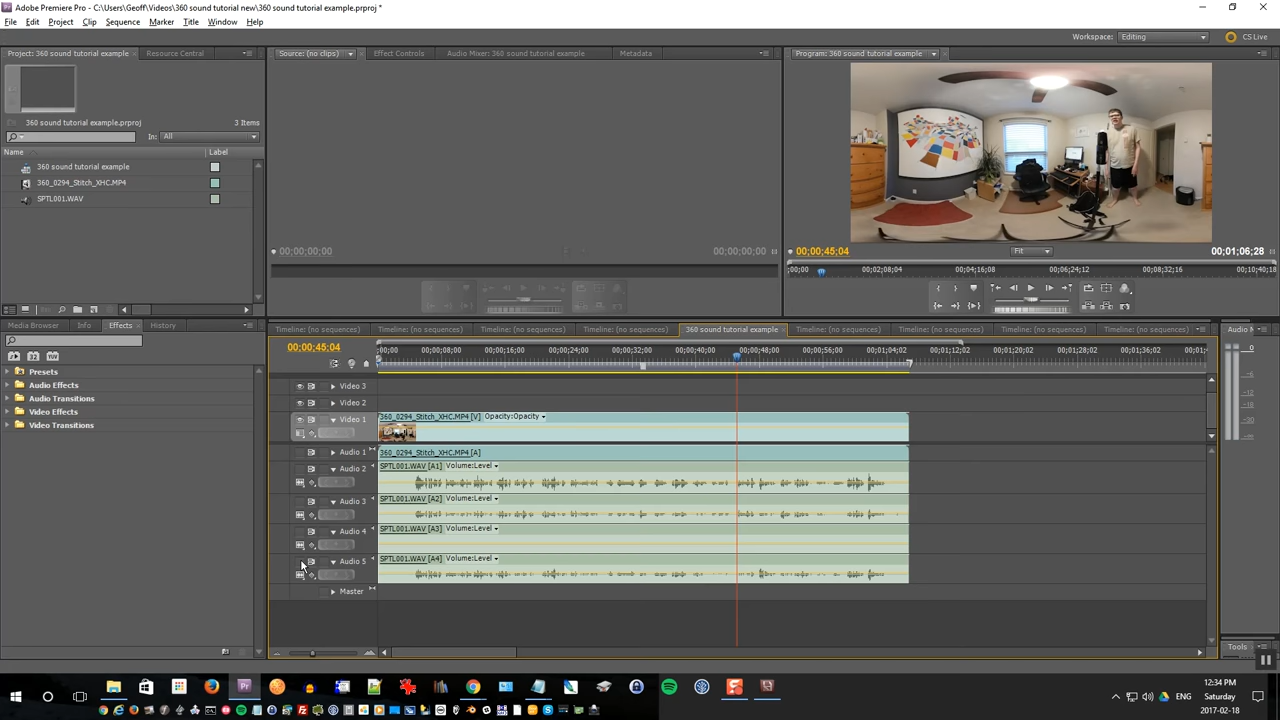 Adobe Premiere Pro - C:\Users\Geoff\Videos\360 sound tutorial new\360 sound tutorial example.prproj *
File Edit Project Clip Sequence Marker Title Window Help
Workspace: Editing CS Live
Project: 360 sound tutorial example Resource Central
Source: (no clips) Effect Controls Audio Mixer: 360 sound tutorial example Metadata
Program: 360 sound tutorial example
360 sound tutorial example.prproj 3 Items
In: All
Name Label
360 sound tutorial example
360_0294_Stitch_XHC.MP4
SPTL001.WAV
00;00;00;00 00;00;00;00
00;00;45;04 Fit 00;01;06;28
;00;00 00;02;08;04 00;04;16;08 00;06;24;12 00;08;32;16 00;10;40;18
Media Browser Info Effects History
Presets
Audio Effects
Audio Transitions
Video Effects
Video Transitions
Timeline: (no sequences) Timeline: (no sequences) Timeline: (no sequences) Timeline: (no sequences) 360 sound tutorial example Timeline: (no sequences) Timeline: (no sequences) Timeline: (no sequences) Timeline: (no sequences)
Audio M
00;00;45;04
;00;00 00;00;08;00 00;00;16;00 00;00;24;00 00;00;32;00 00;00;40;00 00;00;48;00 00;00;56;00 00;01;04;02 00;01;12;02 00;01;20;02 00;01;28;02 00;01;36;02 00;01;
Video 3
Video 2
Video 1 360_0294_Stitch_XHC.MP4 [V] Opacity:Opacity
Audio 1 360_0294_Stitch_XHC.MP4 [A]
Audio 2 SPTL001.WAV [A1] Volume:Level
Audio 3 SPTL001.WAV [A2] Volume:Level
Audio 4 SPTL001.WAV [A3] Volume:Level
Audio 5 SPTL001.WAV [A4] Volume:Level
Master
0
-6
-12
-18
-30
Tools
12:34 PM
ENG Saturday
2017-02-18